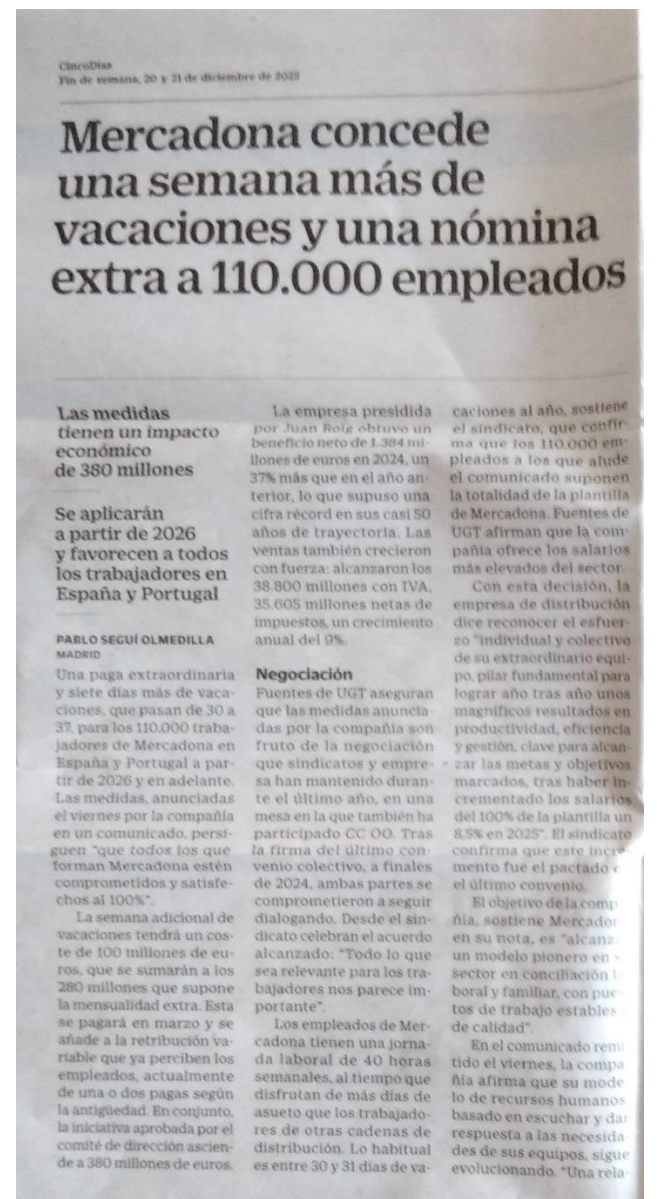 CincoDías
Fin de semana, 20 y 21 de diciembre de 2025
Mercadona concede
una semana más de
vacaciones y una nómina
extra a 110.000 empleados
Las medidas
tienen un impacto
económico
de 380 millones
Se aplicarán
a partir de 2026
y favorecen a todos
los trabajadores en
España y Portugal
PABLO SEGUÍ OLMEDILLA
MADRID
Una paga extraordinaria
y siete días más de vaca-
ciones, que pasan de 30 a
37, para los 110.000 traba-
jadores de Mercadona en
España y Portugal a par-
tir de 2026 y en adelante.
Las medidas, anunciadas
el viernes por la compañía
en un comunicado, persi-
guen "que todos los que
forman Mercadona estén
comprometidos y satisfe-
chos al 100%".
La semana adicional de
vacaciones tendrá un cos-
te de 100 millones de eu-
ros, que se sumarán a los
280 millones que supone
la mensualidad extra. Esta
se pagará en marzo y se
añade a la retribución va-
riable que ya perciben los
empleados, actualmente
de una o dos pagas según
la antigüedad. En conjunto,
la iniciativa aprobada por el
comité de dirección ascien-
de a 380 millones de euros.
La empresa presidida
por Juan Roig obtuvo un
beneficio neto de 1.384 mi-
llones de euros en 2024, un
37% más que en el año an-
terior, lo que supuso una
cifra récord en sus casi 50
años de trayectoria. Las
ventas también crecieron
con fuerza: alcanzaron los
38.800 millones con IVA,
35.605 millones netas de
impuestos, un crecimiento
anual del 9%.
Negociación
Fuentes de UGT aseguran
que las medidas anuncia-
das por la compañía son
fruto de la negociación
que sindicatos y empre-
sa han mantenido duran-
te el último año, en una
mesa en la que también ha
participado CC OO. Tras
la firma del último con-
venio colectivo, a finales
de 2024, ambas partes se
comprometieron a seguir
dialogando. Desde el sin-
dicato celebran el acuerdo
alcanzado: "Todo lo que
sea relevante para los tra-
bajadores nos parece im-
portante".
Los empleados de Mer-
cadona tienen una jorna-
da laboral de 40 horas
semanales, al tiempo que
disfrutan de más días de
asueto que los trabajado-
res de otras cadenas de
distribución. Lo habitual
es entre 30 y 31 días de va-
caciones al año, sostiene
el sindicato, que confir-
ma que los 110.000 em-
pleados a los que alude
el comunicado suponen
la totalidad de la plantilla
de Mercadona. Fuentes de
UGT afirman que la com-
pañía ofrece los salarios
más elevados del sector.
Con esta decisión, la
empresa de distribución
dice reconocer el esfuer-
zo "individual y colectivo
de su extraordinario equi-
po, pilar fundamental para
lograr año tras año unos
magníficos resultados en
productividad, eficiencia
y gestión, clave para alcan-
zar las metas y objetivos
marcados, tras haber in-
crementado los salarios
del 100% de la plantilla un
8,5% en 2025". El sindicato
confirma que este incre-
mento fue el pactado
el último convenio.
El objetivo de la comp
ñía, sostiene Mercador
en su nota, es "alcanz
un modelo pionero en
sector en conciliación
boral y familiar, con pue
tos de trabajo estables
de calidad".
En el comunicado remi
tido el viernes, la compa
ñía afirma que su mode
lo de recursos humanos
basado en escuchar y dar
respuesta a las necesida
des de sus equipos, sigue
evolucionando. "Una rela-